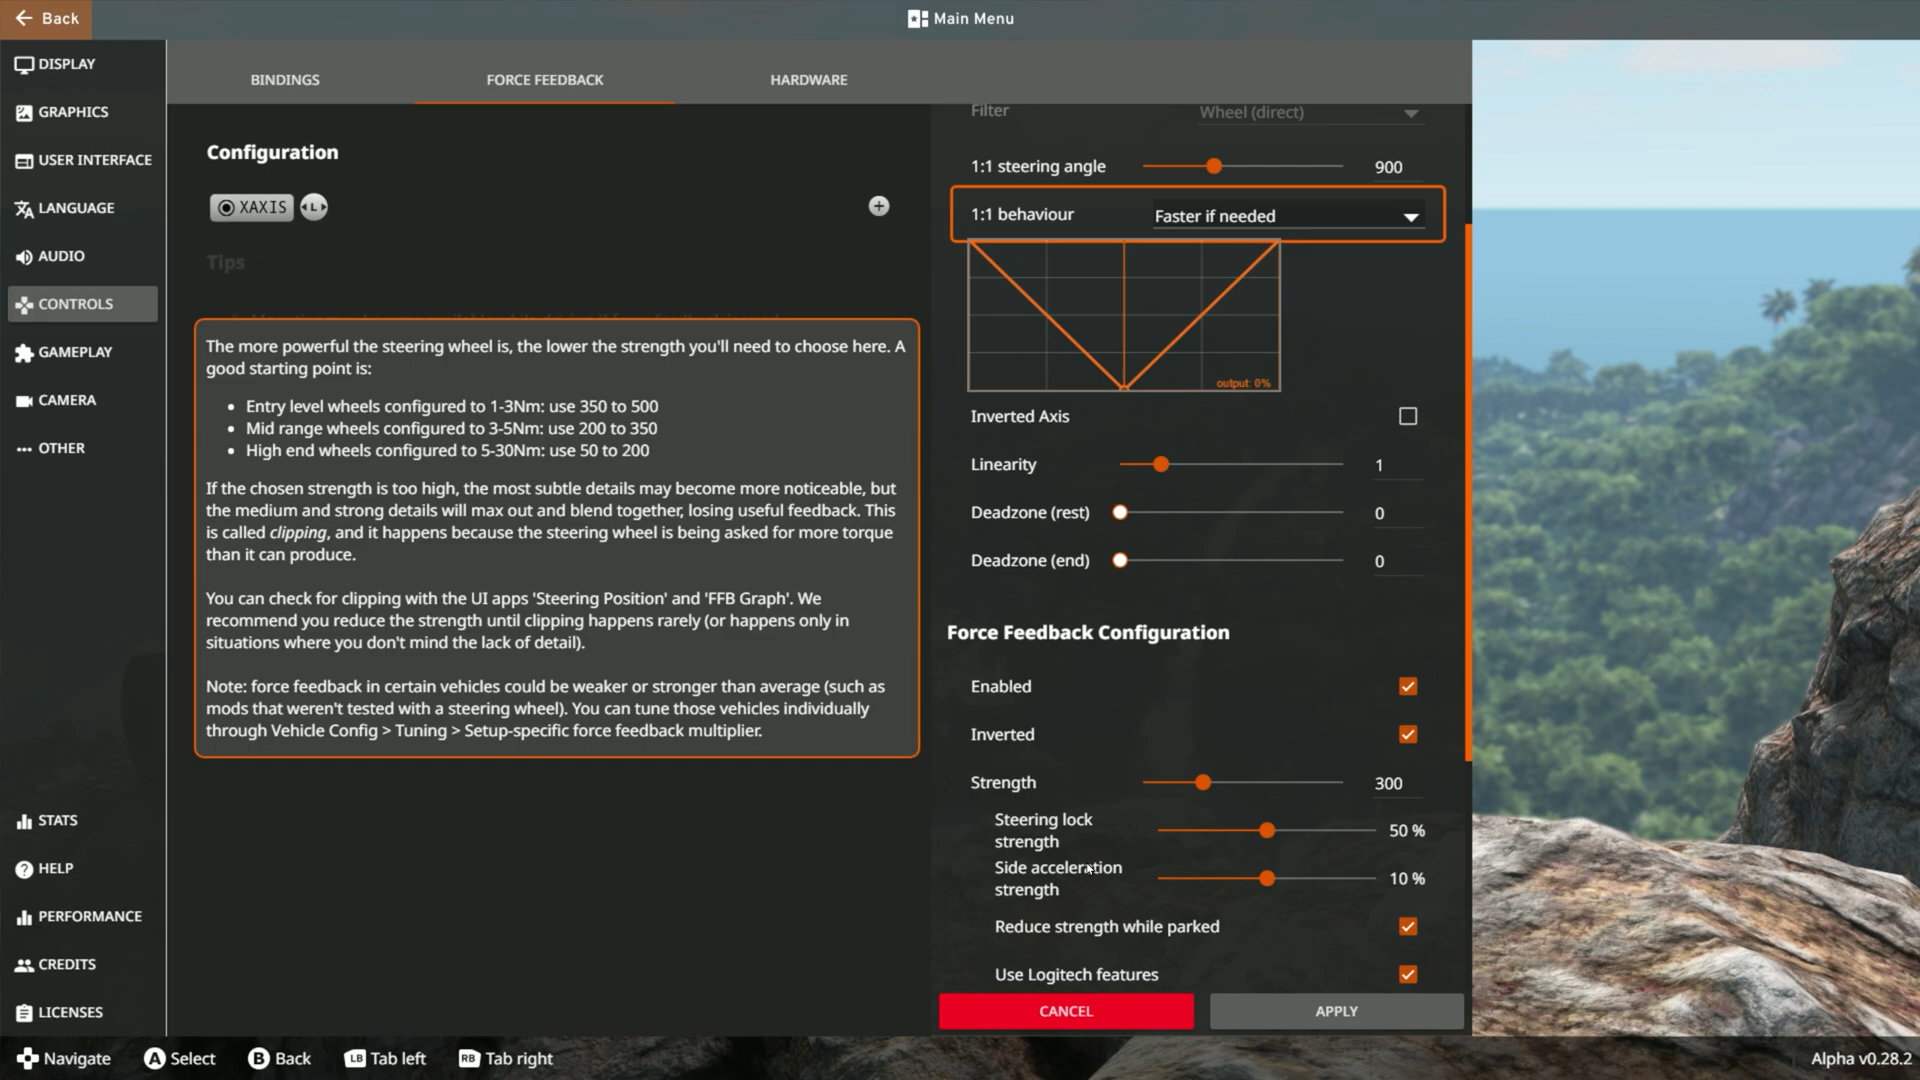 Back
Main Menu
DISPLAY
GRAPHICS
USER INTERFACE
LANGUAGE
AUDIO
CONTROLS
GAMEPLAY
CAMERA
OTHER
STATS
HELP
PERFORMANCE
CREDITS
LICENSES
BINDINGS
FORCE FEEDBACK
HARDWARE
Configuration
XAXIS
L
Tips
The more powerful the steering wheel is, the lower the strength you'll need to choose here. A
good starting point is:
• Entry level wheels configured to 1-3Nm: use 350 to 500
• Mid range wheels configured to 3-5Nm: use 200 to 350
• High end wheels configured to 5-30Nm: use 50 to 200
If the chosen strength is too high, the most subtle details may become more noticeable, but
the medium and strong details will max out and blend together, losing useful feedback. This
is called clipping, and it happens because the steering wheel is being asked for more torque
than it can produce.
You can check for clipping with the UI apps 'Steering Position' and 'FFB Graph'. We
recommend you reduce the strength until clipping happens rarely (or happens only in
situations where you don't mind the lack of detail).
Note: force feedback in certain vehicles could be weaker or stronger than average (such as
mods that weren't tested with a steering wheel). You can tune those vehicles individually
through Vehicle Config > Tuning > Setup-specific force feedback multiplier.
Filter Wheel (direct)
1:1 steering angle 900
1:1 behaviour Faster if needed
output: 0%
Inverted Axis
Linearity 1
Deadzone (rest) 0
Deadzone (end) 0
Force Feedback Configuration
Enabled
Inverted
Strength 300
Steering lock
strength 50 %
Side acceleration
strength 10 %
Reduce strength while parked
Use Logitech features
CANCEL
APPLY
Navigate A Select B Back LB Tab left RB Tab right
Alpha v0.28.2